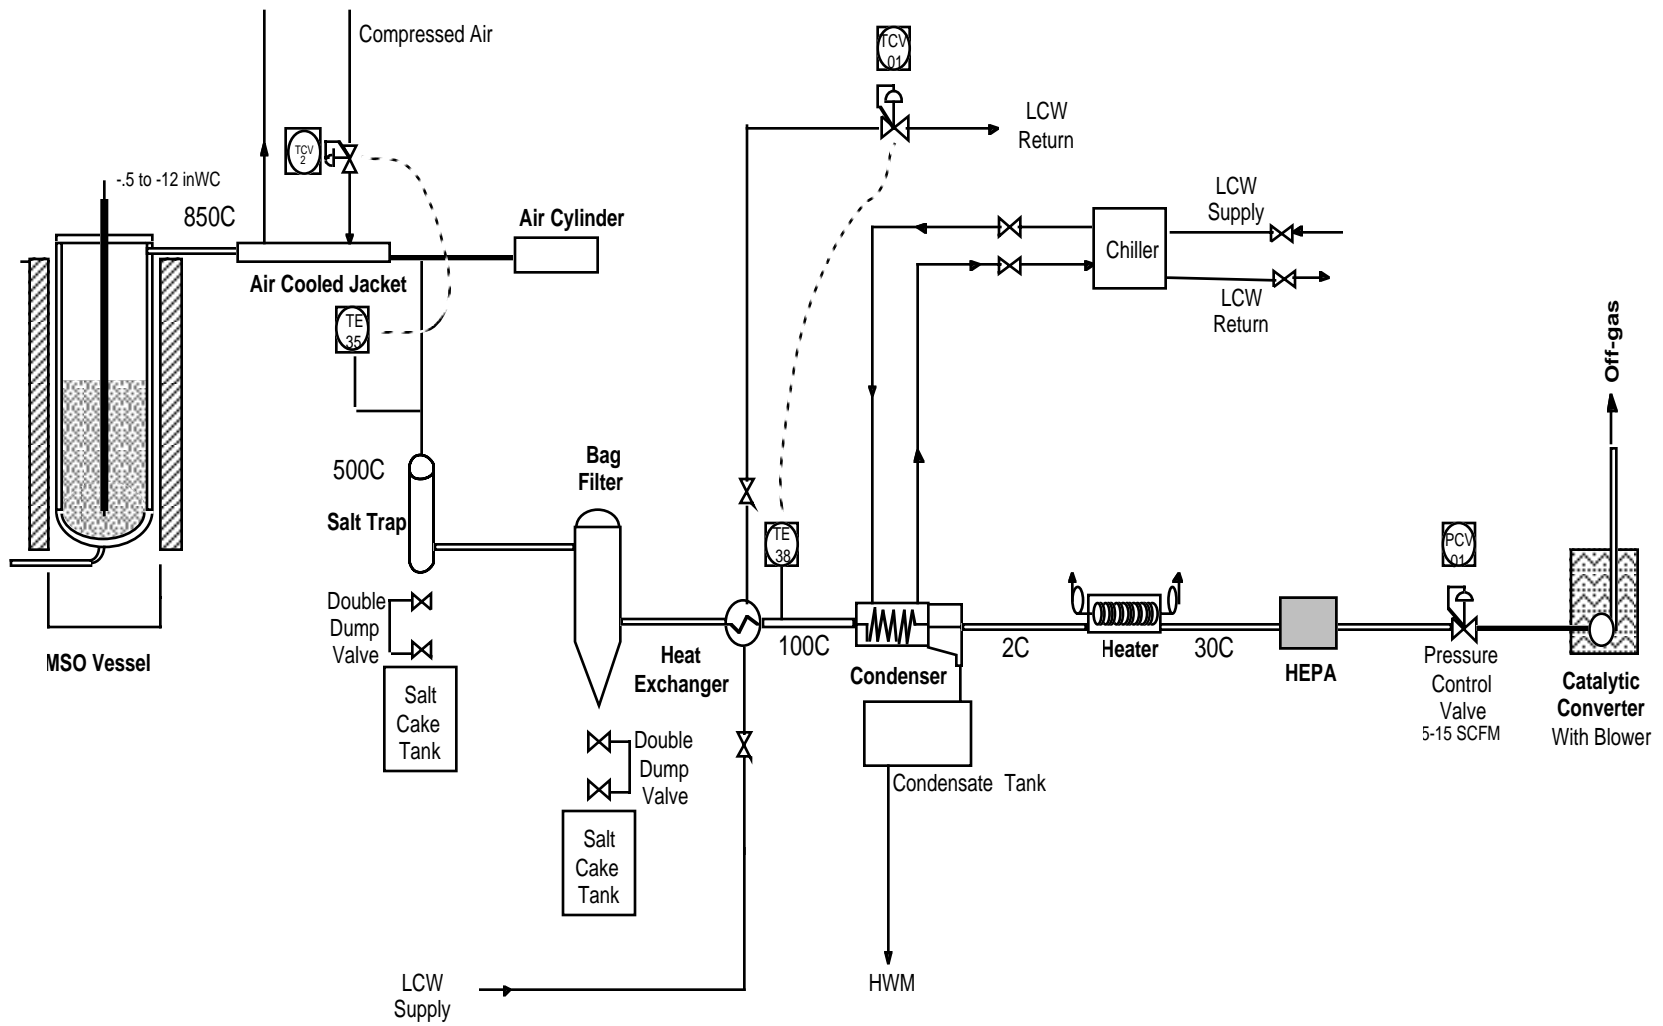 Compressed Air
TCV
01
LCW
Return
TCV
2
-.5 to -12 inWC
850C
Air Cylinder
LCW
Supply
Chiller
Air Cooled Jacket
LCW
Return
TE
35
Off-gas
500C
Bag
Filter
Salt Trap
TE
38
PCV
01
Double
Dump
Valve
MSO Vessel
Heat
Exchanger
100C
Condenser
2C
Heater
30C
HEPA
Pressure
Control
Valve
5-15 SCFM
Catalytic
Converter
With Blower
Salt
Cake
Tank
Double
Dump
Valve
Condensate Tank
Salt
Cake
Tank
LCW
Supply
HWM